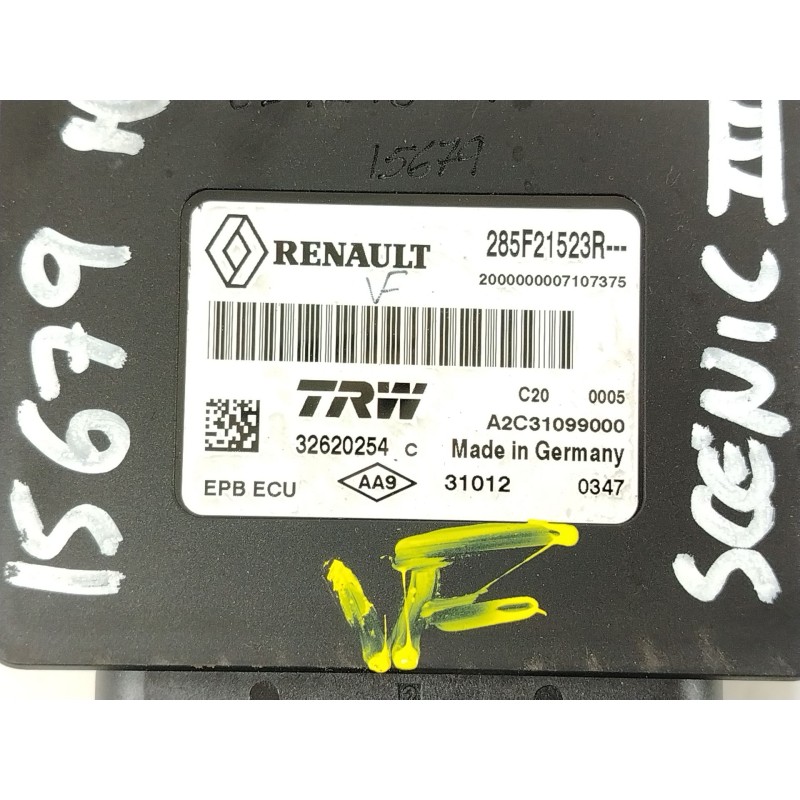 15679
RENAULT
285F21523R---
VF
2000000007107375
TRW
C20 0005
A2C31099000
32620254 C
Made in Germany
EPB ECU
AA9
31012
0347
15679
SCENIC III
VF